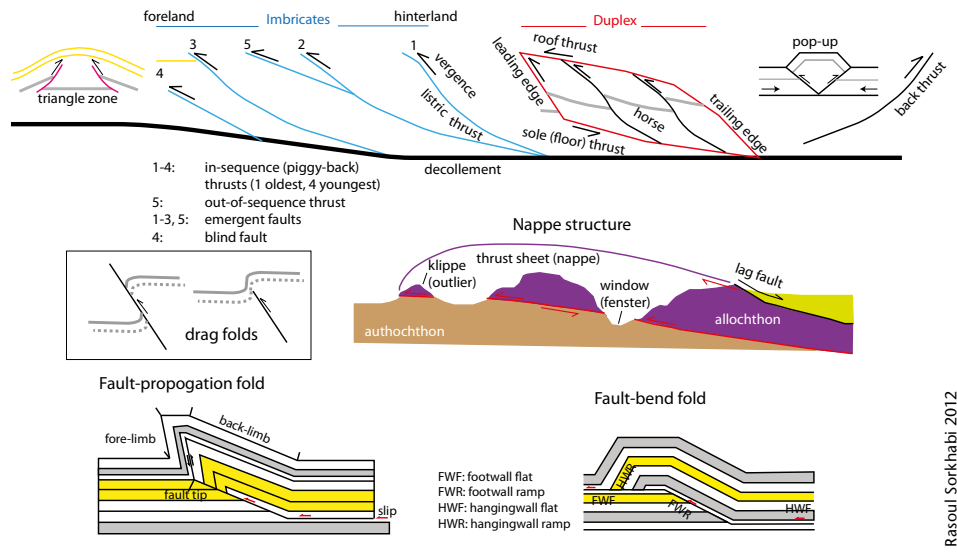 foreland
Imbricates
hinterland
Duplex
3
5
2
1
4
triangle zone
vergence
listric thrust
leading edge
roof thrust
horse
sole (floor) thrust
trailing edge
pop-up
back thrust
decollement
1-4: in-sequence (piggy-back)
thrusts (1 oldest, 4 youngest)
5: out-of-sequence thrust
1-3, 5: emergent faults
4: blind fault
drag folds
Nappe structure
klippe
(outlier)
thrust sheet (nappe)
window
(fenster)
lag fault
authochthon
allochthon
Fault-propogation fold
fore-limb
back-limb
fault tip
slip
Fault-bend fold
FWF: footwall flat
FWR: footwall ramp
HWF: hangingwall flat
HWR: hangingwall ramp
HWR
FWF
FWR
HWF
Rasoul Sorkhabi 2012